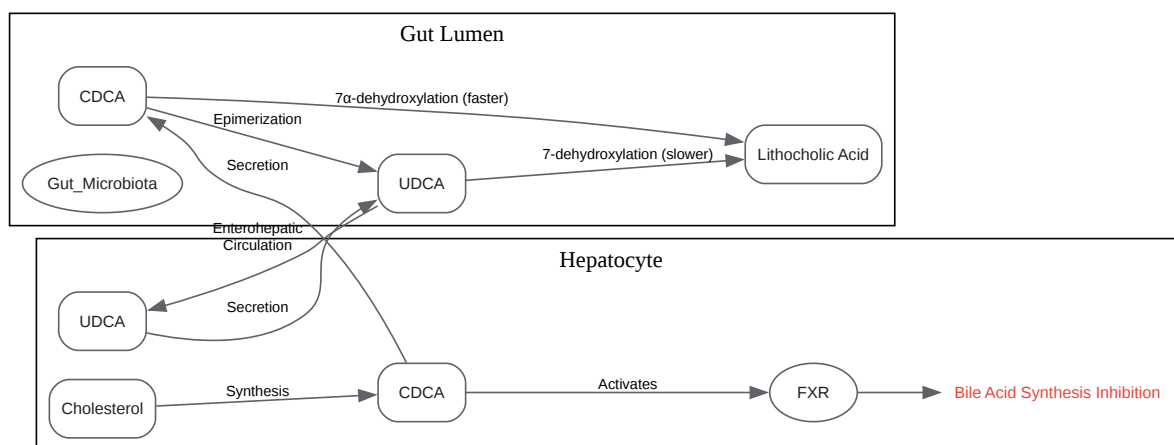 Gut Lumen
CDCA
7α-dehydroxylation (faster)
Epimerization
7-dehydroxylation (slower)
Lithocholic Acid
Secretion
Gut_Microbiota
UDCA
Enterohepatic
Circulation
Hepatocyte
UDCA
Secretion
Cholesterol
Synthesis
CDCA
Activates
FXR
Bile Acid Synthesis Inhibition